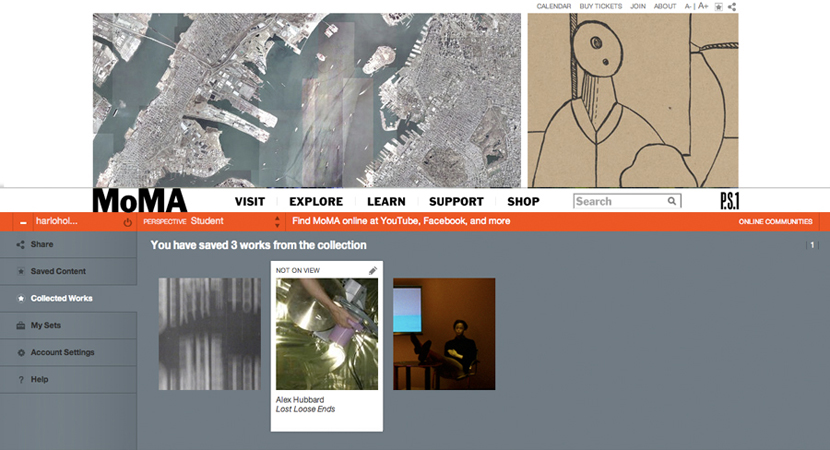 CALENDAR BUY TICKETS JOIN ABOUT A- | A+
MoMA VISIT EXPLORE LEARN SUPPORT SHOP Search P.S.1
harlohol... PERSPECTIVE Student Find MoMA online at YouTube, Facebook, and more ONLINE COMMUNITIES
Share
Saved Content
Collected Works
My Sets
Account Settings
? Help
You have saved 3 works from the collection 1
NOT ON VIEW
Alex Hubbard
Lost Loose Ends